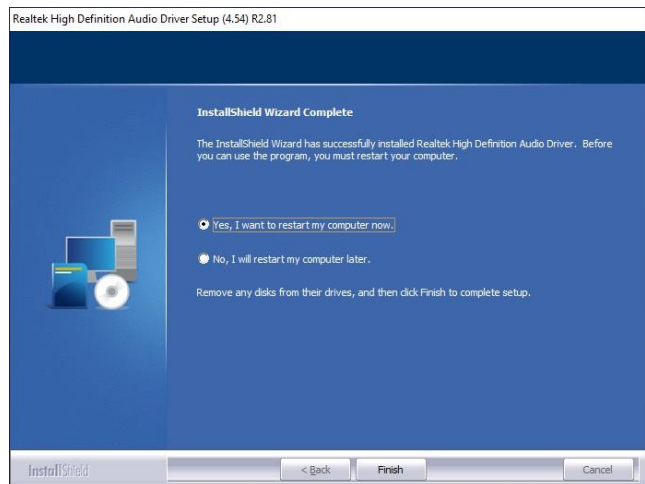 Realtek High Definition Audio Driver Setup (4.54) R2.81
InstallShield Wizard Complete
The InstallShield Wizard has successfully installed Realtek High Definition Audio Driver. Before
you can use the program, you must restart your computer.
Yes, I want to restart my computer now.
No, I will restart my computer later.
Remove any disks from their drives, and then click Finish to complete setup.
InstallShield
< Back
Finish
Cancel